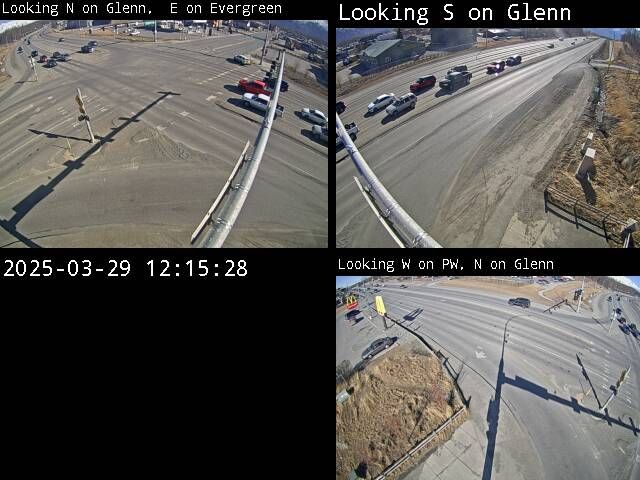 Looking N on Glenn, E on Evergreen
Looking S on Glenn
2025-03-29 12:15:28
Looking W on PW, N on Glenn